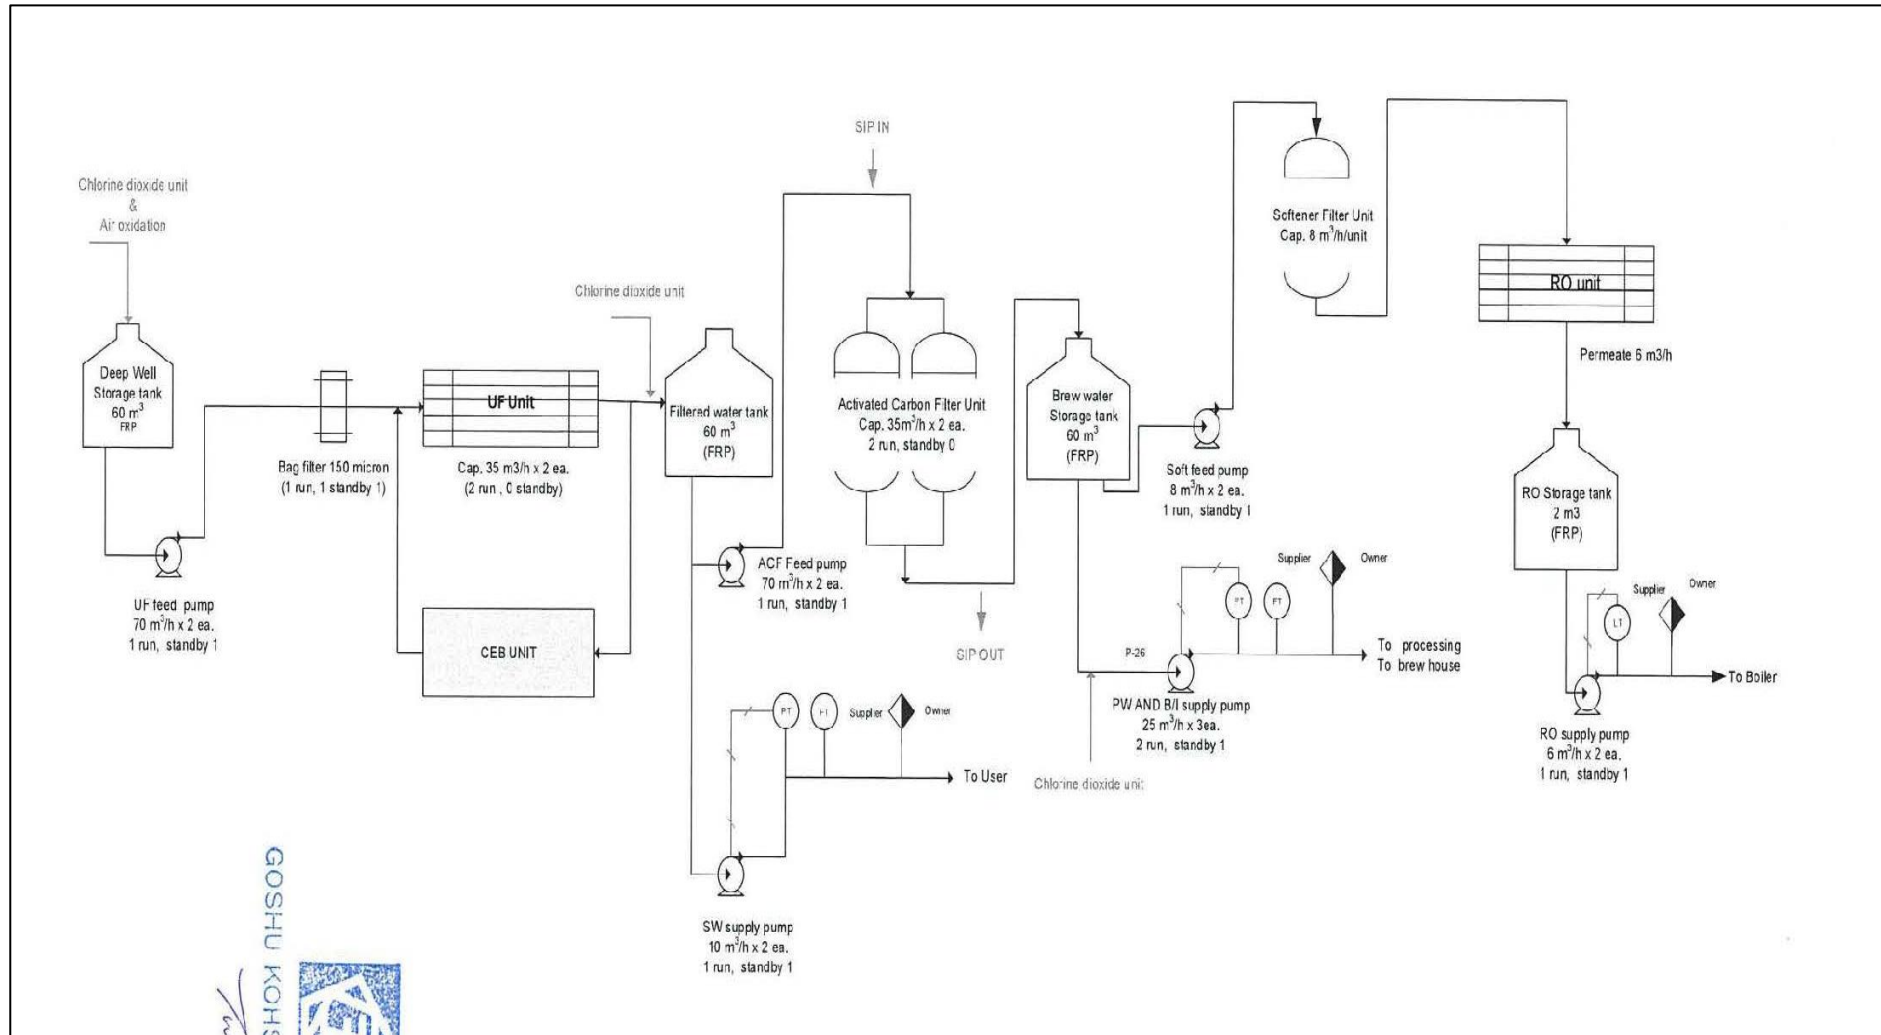 Chlorine dioxide unit
&
Air oxidation
Deep Well
Storage tank
60 m³
FRP
UF feed pump
70 m³/h x 2 ea.
1 run, standby 1
Bag filter 150 micron
(1 run, 1 standby 1)
UF Unit
Cap. 35 m3/h x 2 ea.
(2 run , 0 standby)
CEB UNIT
Chlorine dioxide unit
Filtered water tank
60 m³
(FRP)
ACF Feed pump
70 m³/h x 2 ea.
1 run, standby 1
SW supply pump
10 m³/h x 2 ea.
1 run, standby 1
PT
Supplier
Owner
To User
SIP IN
Activated Carbon Filter Unit
Cap. 35m³/h x 2 ea.
2 run, standby 0
SIP OUT
Brew water
Storage tank
60 m³
(FRP)
Soft feed pump
8 m³/h x 2 ea.
1 run, standby 1
P-26
PW AND B/I supply pump
25 m³/h x 3ea.
2 run, standby 1
Chlorine dioxide unit
PT
FT
Supplier
Owner
To processing
To brew house
Softener Filter Unit
Cap. 8 m³/h/unit
RO unit
Permeate 6 m3/h
RO Storage tank
2 m3
(FRP)
RO supply pump
6 m³/h x 2 ea.
1 run, standby 1
LT
Supplier
Owner
To Boiler
GOSHU KOHS